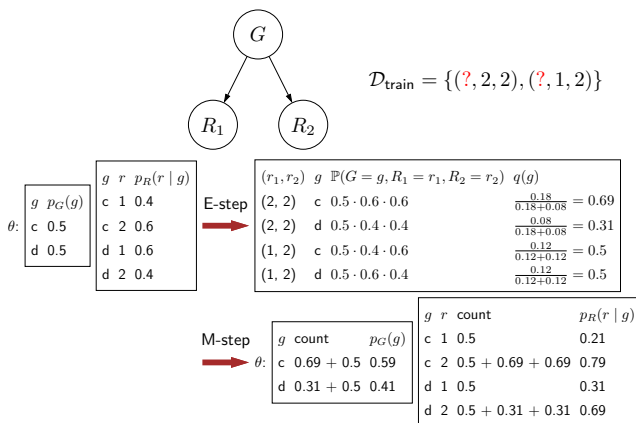 G
R₁ R₂
𝒟train = {(?, 2, 2), (?, 1, 2)}
θ:
g p_G(g)
c 0.5
d 0.5
g r p_R(r | g)
c 1 0.4
c 2 0.6
d 1 0.6
d 2 0.4
E-step
(r₁, r₂) g ℙ(G = g, R₁ = r₁, R₂ = r₂) q(g)
(2, 2) c 0.5 · 0.6 · 0.6 0.18/(0.18+0.08) = 0.69
(2, 2) d 0.5 · 0.4 · 0.4 0.08/(0.18+0.08) = 0.31
(1, 2) c 0.5 · 0.4 · 0.6 0.12/(0.12+0.12) = 0.5
(1, 2) d 0.5 · 0.6 · 0.4 0.12/(0.12+0.12) = 0.5
M-step
θ:
g count p_G(g)
c 0.69 + 0.5 0.59
d 0.31 + 0.5 0.41
g r count p_R(r | g)
c 1 0.5 0.21
c 2 0.5 + 0.69 + 0.69 0.79
d 1 0.5 0.31
d 2 0.5 + 0.31 + 0.31 0.69